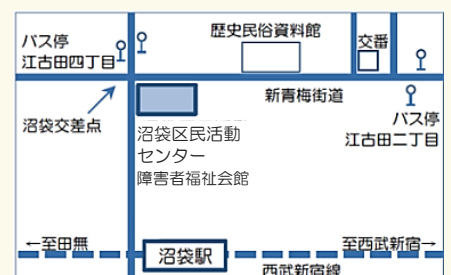 歴史民俗資料館
交番
バス停
江古田四丁目
新青梅街道
沼袋交差点
バス停
江古田二丁目
沼袋区民活動
センター
障害者福祉会館
←至田無
至西武新宿→
沼袋駅
西武新宿線